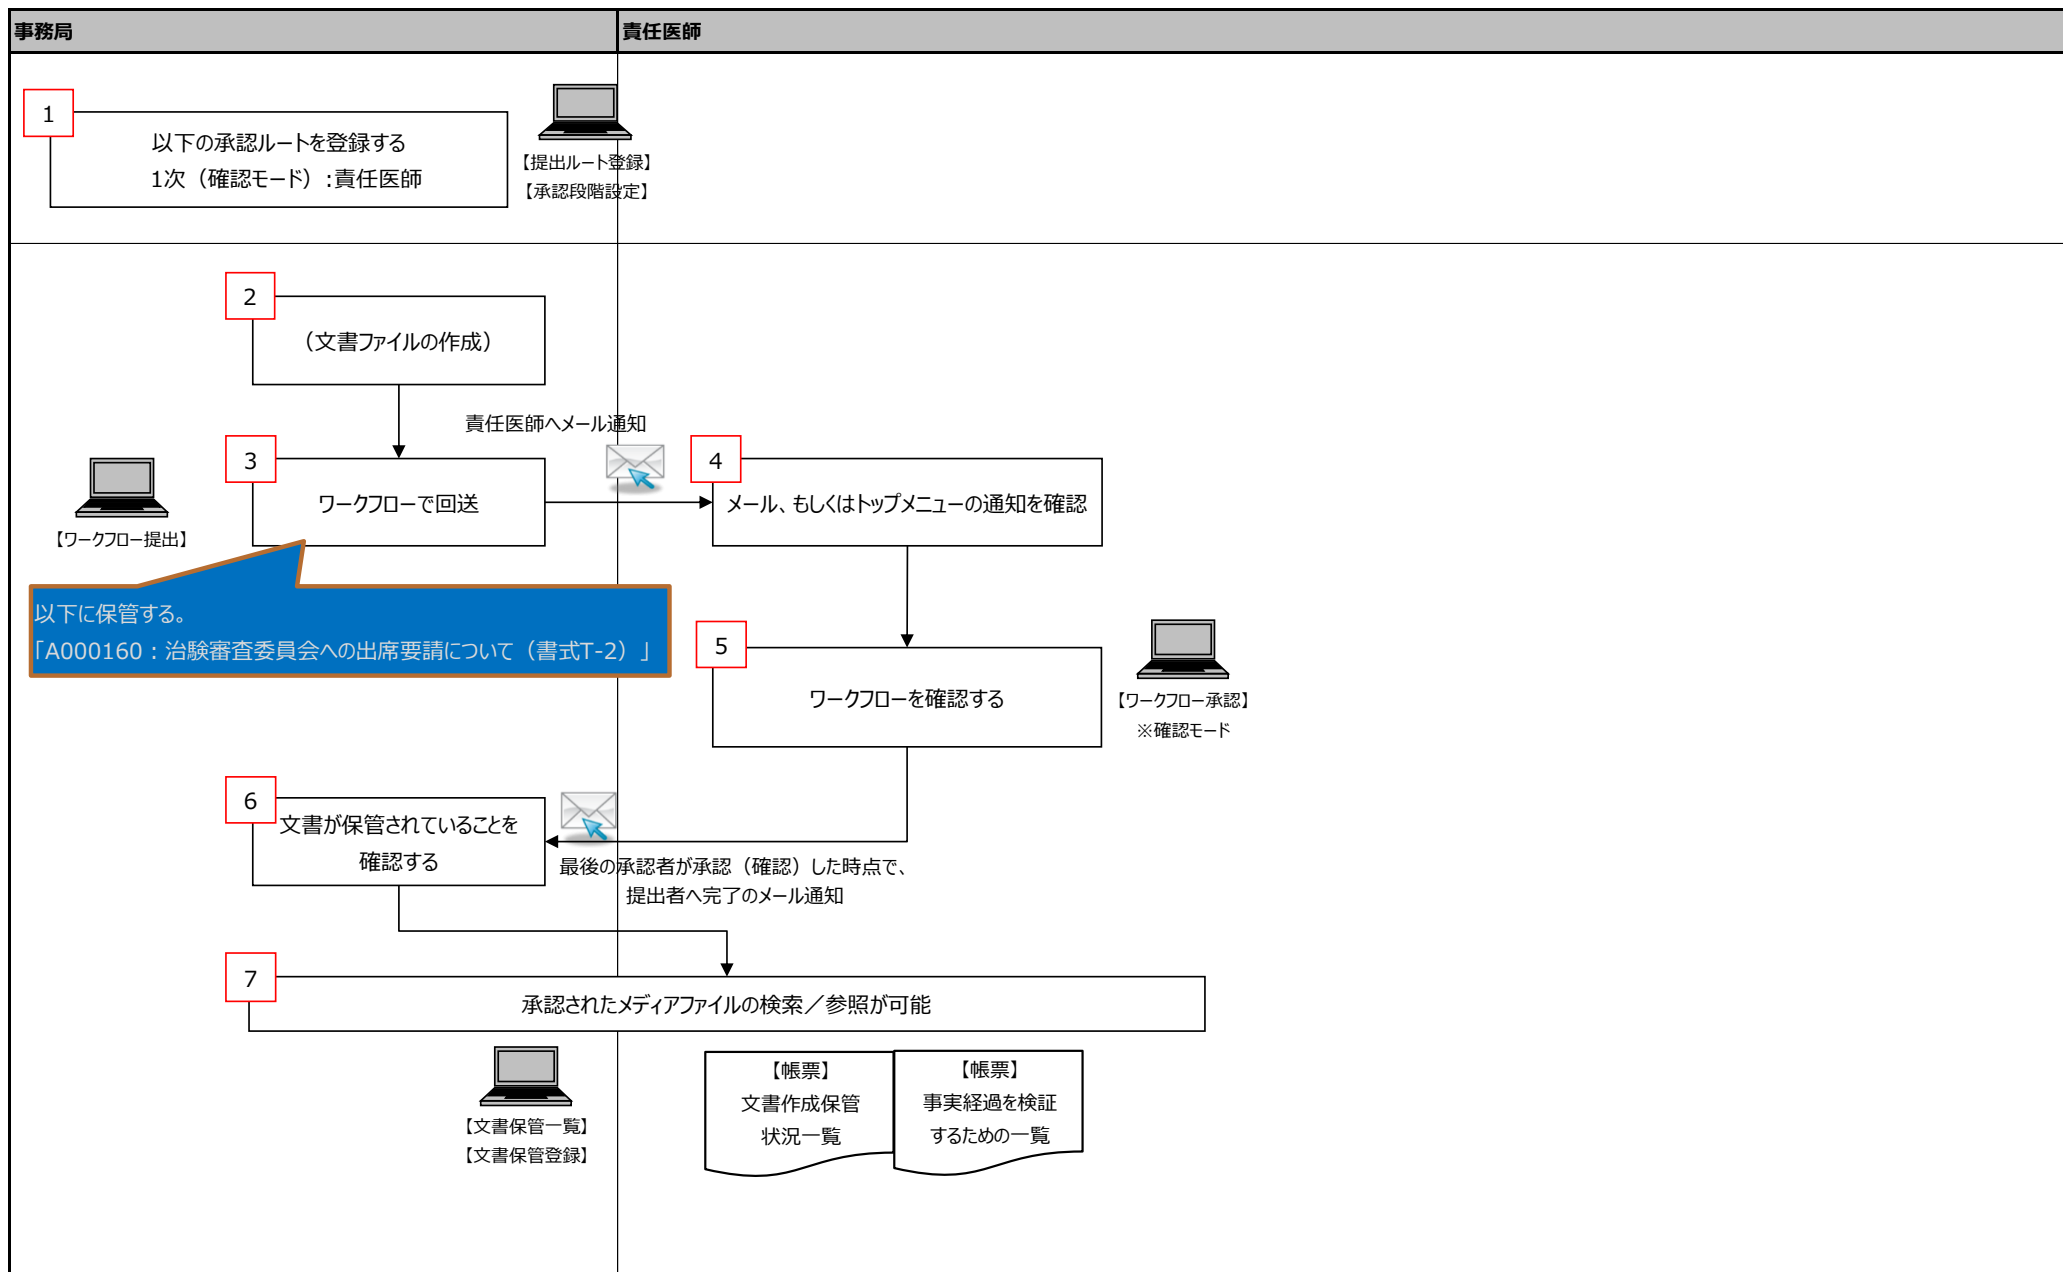 事務局
責任医師
1
以下の承認ルートを登録する
1次（確認モード）:責任医師
【提出ルート登録】
【承認段階設定】
2
（文書ファイルの作成）
責任医師へメール通知
3
ワークフローで回送
【ワークフロー提出】
4
メール、もしくはトップメニューの通知を確認
以下に保管する。
「A000160：治験審査委員会への出席要請について（書式T-2）」
5
ワークフローを確認する
【ワークフロー承認】
※確認モード
6
文書が保管されていることを
確認する
最後の承認者が承認（確認）した時点で、
提出者へ完了のメール通知
7
承認されたメディアファイルの検索／参照が可能
【文書保管一覧】
【文書保管登録】
【帳票】
文書作成保管
状況一覧
【帳票】
事実経過を検証
するための一覧